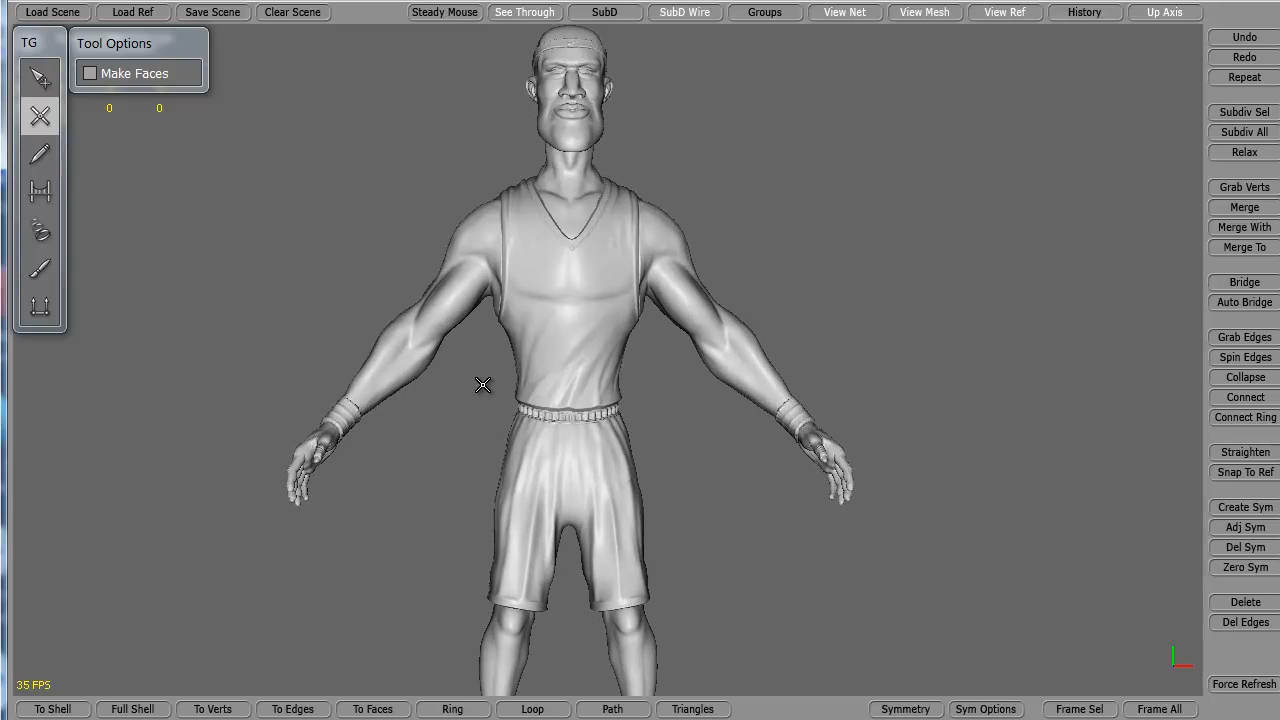 Load Scene Load Ref Save Scene Clear Scene Steady Mouse See Through SubD SubD Wire Groups View Net View Mesh View Ref History Up Axis
TG
Tool Options
Make Faces
0 0
Undo
Redo
Repeat
Subdiv Sel
Subdiv All
Relax
Grab Verts
Merge
Merge With
Merge To
Bridge
Auto Bridge
Grab Edges
Spin Edges
Collapse
Connect
Connect Ring
Straighten
Snap To Ref
Create Sym
Adj Sym
Del Sym
Zero Sym
Delete
Del Edges
Force Refresh
35 FPS
To Shell Full Shell To Verts To Edges To Faces Ring Loop Path Triangles Symmetry Sym Options Frame Sel Frame All